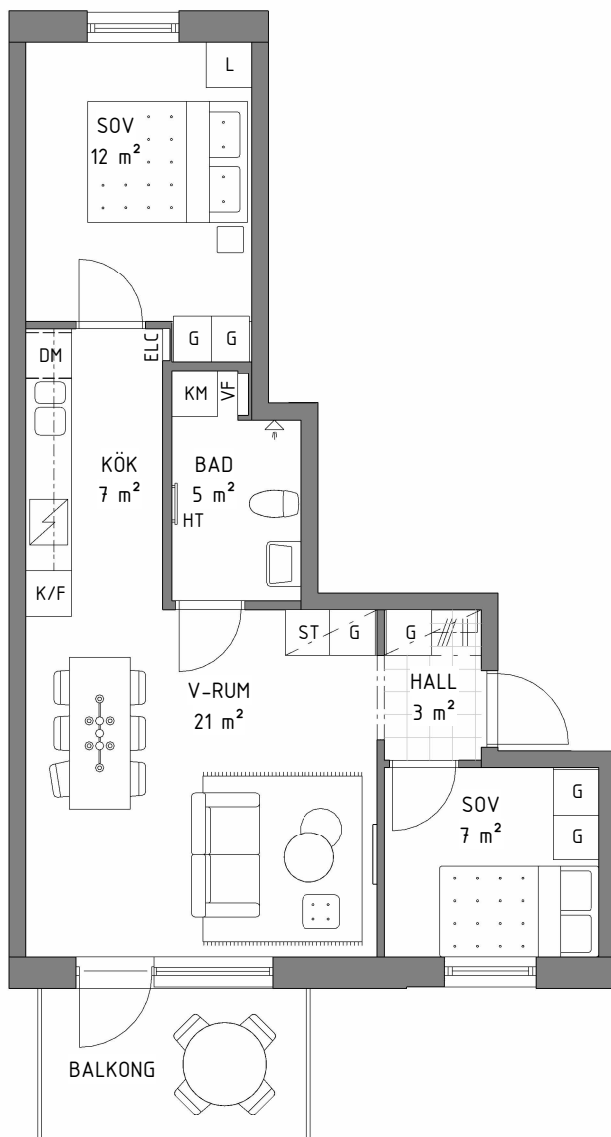 L
SOV
12 m²
G G
DM
ELC
KM
VF
KÖK
7 m²
BAD
5 m²
HT
K/F
ST
G
G
V-RUM
21 m²
HALL
3 m²
SOV
7 m²
G
G
BALKONG